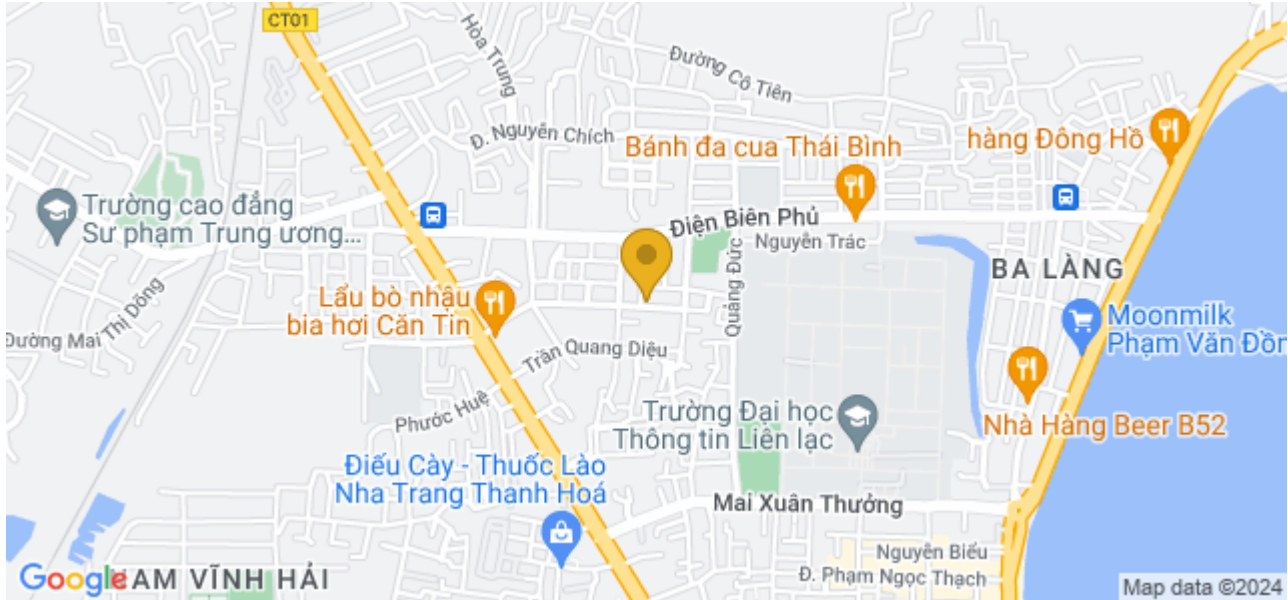 CT01
Hòa Trung
Đường Cô Tiên
Đ. Nguyễn Chích
Bánh đa cua Thái Bình
hàng Đông Hồ
Trường cao đẳng
Sư phạm Trung ương...
Điện Biên Phủ
Nguyễn Trác
Quảng Đức
BA LÀNG
Lẩu bò nhậu
bia hơi Căn Tin
Đường Mai Thị Dõng
Moonmilk
Phạm Văn Đồn
Trần Quang Diệu
Phước Huệ
Trường Đại học
Thông tin Liên lạc
Nhà Hàng Beer B52
Điếu Cày - Thuốc Lào
Nha Trang Thanh Hoá
Mai Xuân Thưởng
Nguyễn Biểu
Đ. Phạm Ngọc Thạch
Google
AM VĨNH HẢI
Map data ©2024